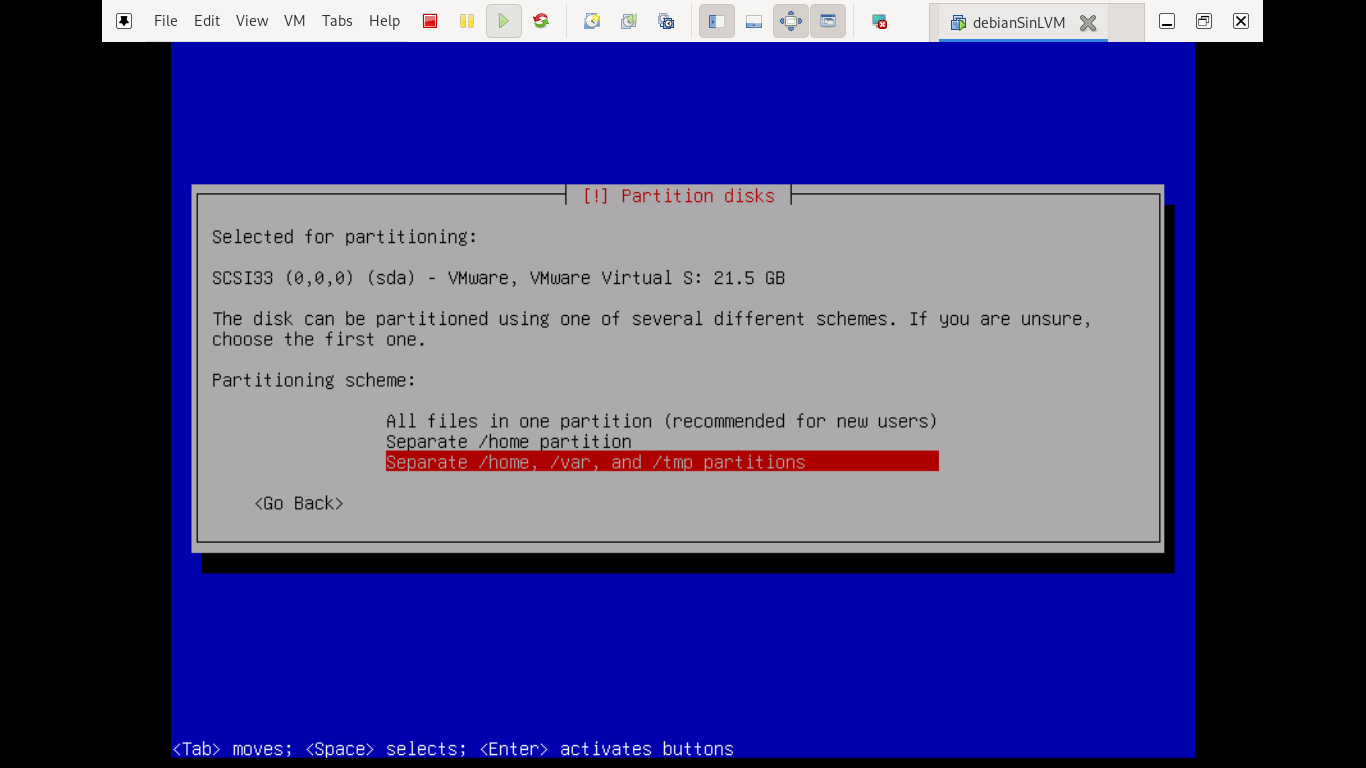 File Edit View VM Tabs Help debianSinLVM
[!] Partition disks
Selected for partitioning:
SCSI33 (0,0,0) (sda) - VMware, VMware Virtual S: 21.5 GB
The disk can be partitioned using one of several different schemes. If you are unsure,
choose the first one.
Partitioning scheme:
All files in one partition (recommended for new users)
Separate /home partition
Separate /home, /var, and /tmp partitions
<Go Back>
<Tab> moves; <Space> selects; <Enter> activates buttons